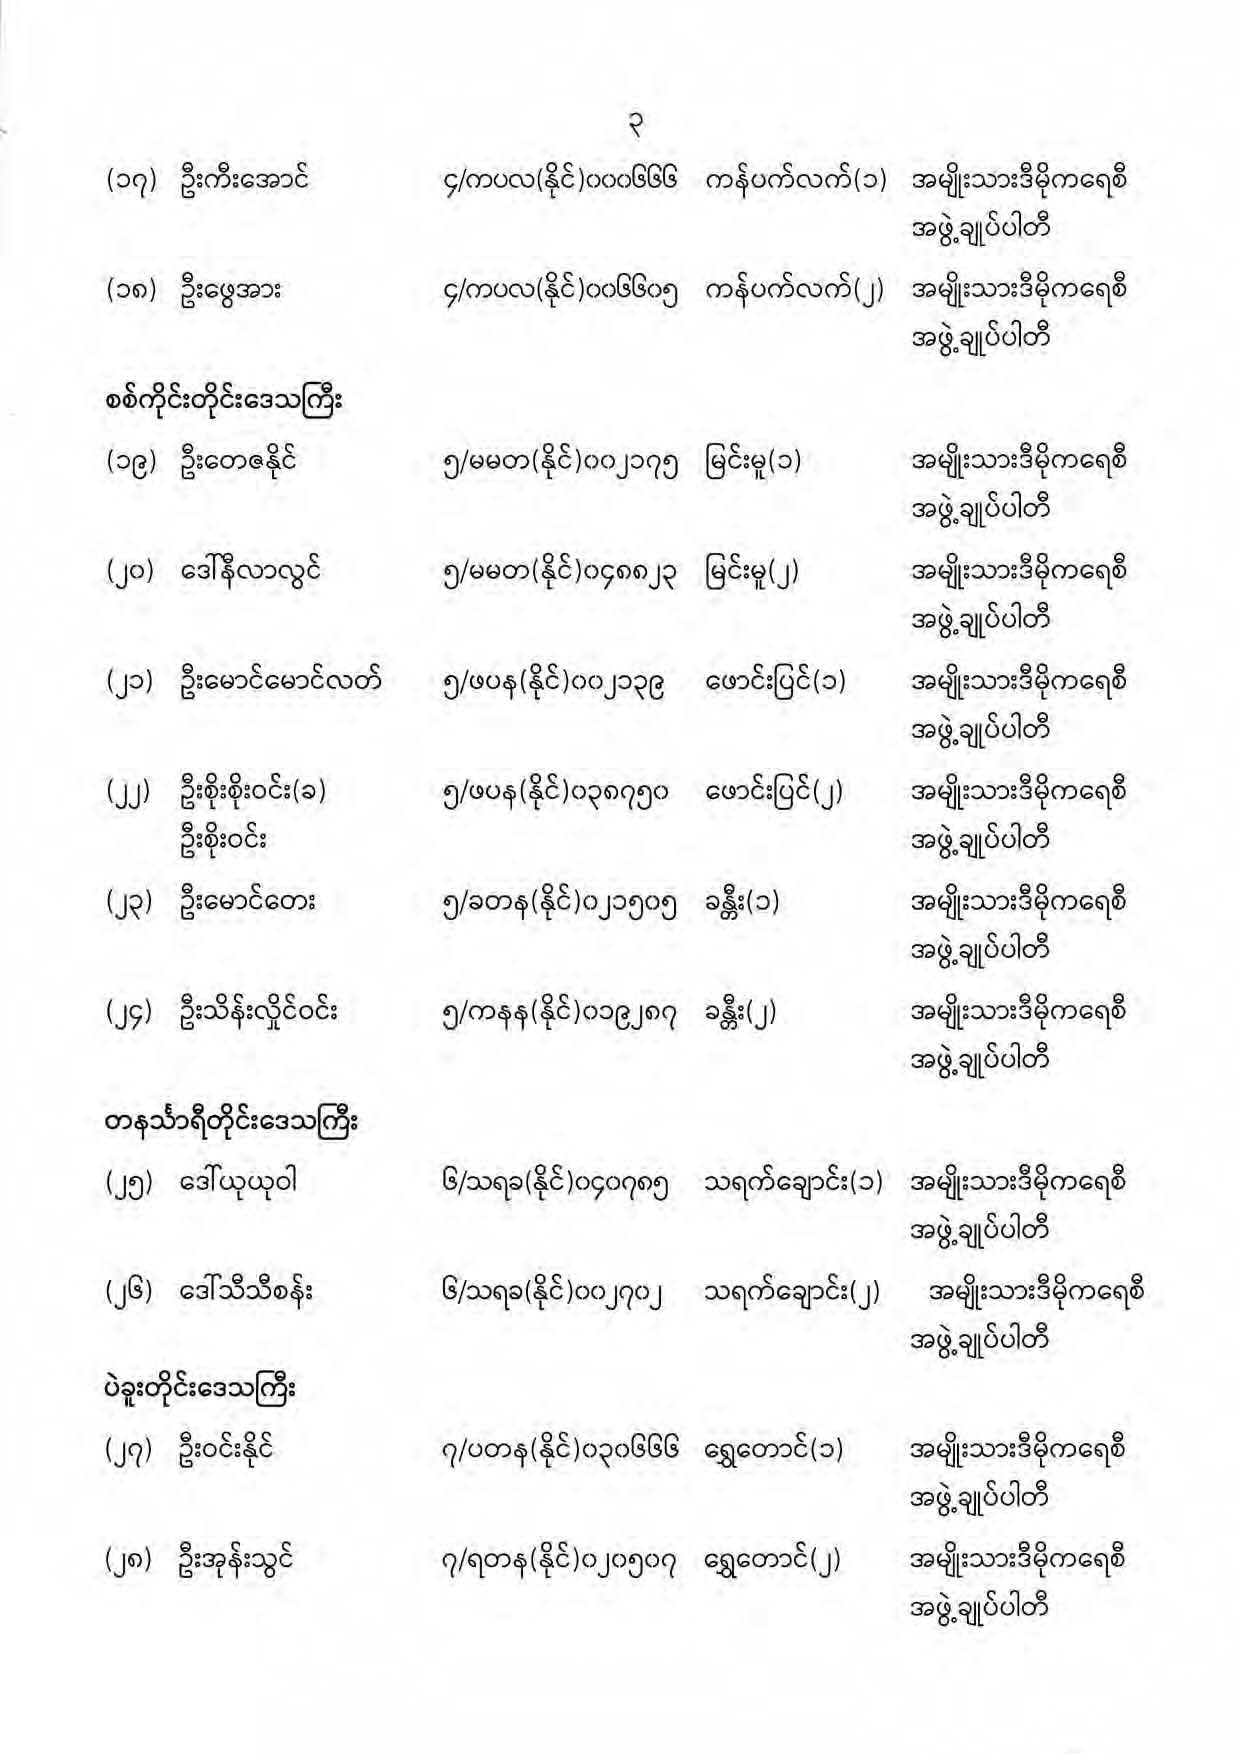 ၃
(၁၇) ဦးကီးအောင် ၄/ကပလ(နိုင်)၀၀၀၆၆၆ ကန်ပက်လက်(၁) အမျိုးသားဒီမိုကရေစီ
အဖွဲ့ချုပ်ပါတီ
(၁၈) ဦးဖွေအား ၄/ကပလ(နိုင်)၀၀၆၆၀၅ ကန်ပက်လက်(၂) အမျိုးသားဒီမိုကရေစီ
အဖွဲ့ချုပ်ပါတီ
စစ်ကိုင်းတိုင်းဒေသကြီး
(၁၉) ဦးတေဇနိုင် ၅/မမတ(နိုင်)၀၀၂၁၇၅ မြင်းမူ(၁) အမျိုးသားဒီမိုကရေစီ
အဖွဲ့ချုပ်ပါတီ
(၂၀) ဒေါ်နီလာလွင် ၅/မမတ(နိုင်)၀၄၈၈၂၃ မြင်းမူ(၂) အမျိုးသားဒီမိုကရေစီ
အဖွဲ့ချုပ်ပါတီ
(၂၁) ဦးမောင်မောင်လတ် ၅/ဖပန(နိုင်)၀၀၂၁၃၉ ဖောင်းပြင်(၁) အမျိုးသားဒီမိုကရေစီ
အဖွဲ့ချုပ်ပါတီ
(၂၂) ဦးစိုးစိုးဝင်း(ခ) ၅/ဖပန(နိုင်)၀၃၈၇၅၀ ဖောင်းပြင်(၂) အမျိုးသားဒီမိုကရေစီ
ဦးစိုးဝင်း အဖွဲ့ချုပ်ပါတီ
(၂၃) ဦးမောင်တေး ၅/ခတန(နိုင်)၀၂၁၅၀၅ ခန္တီး(၁) အမျိုးသားဒီမိုကရေစီ
အဖွဲ့ချုပ်ပါတီ
(၂၄) ဦးသိန်းလှိုင်ဝင်း ၅/ကနန(နိုင်)၀၁၉၂၈၇ ခန္တီး(၂) အမျိုးသားဒီမိုကရေစီ
အဖွဲ့ချုပ်ပါတီ
တနင်္သာရီတိုင်းဒေသကြီး
(၂၅) ဒေါ်ယုယုဝါ ၆/သရခ(နိုင်)၀၄၀၇၈၅ သရက်ချောင်း(၁) အမျိုးသားဒီမိုကရေစီ
အဖွဲ့ချုပ်ပါတီ
(၂၆) ဒေါ်သီသီစန်း ၆/သရခ(နိုင်)၀၀၂၇၀၂ သရက်ချောင်း(၂) အမျိုးသားဒီမိုကရေစီ
အဖွဲ့ချုပ်ပါတီ
ပဲခူးတိုင်းဒေသကြီး
(၂၇) ဦးဝင်းနိုင် ၇/ပတန(နိုင်)၀၃၀၆၆၆ ရွှေတောင်(၁) အမျိုးသားဒီမိုကရေစီ
အဖွဲ့ချုပ်ပါတီ
(၂၈) ဦးအုန်းသွင် ၇/ရတန(နိုင်)၀၂၀၅၀၇ ရွှေတောင်(၂) အမျိုးသားဒီမိုကရေစီ
အဖွဲ့ချုပ်ပါတီ